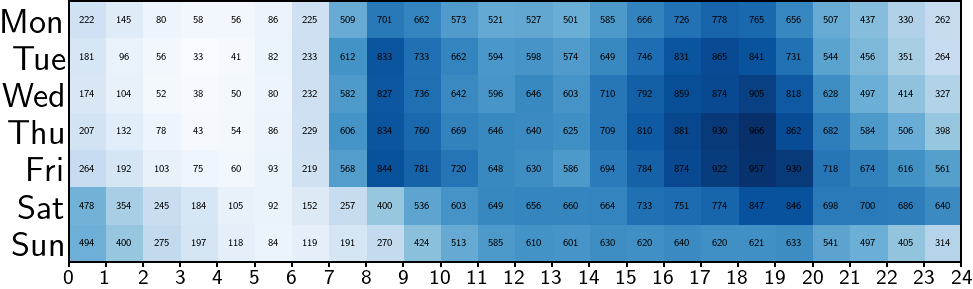 Mon 222 145 80 58 56 86 225 509 701 662 573 521 527 501 585 666 726 778 765 656 507 437 330 262
Tue 181 96 56 33 41 82 233 612 833 733 662 594 598 574 649 746 831 865 841 731 544 456 351 264
Wed 174 104 52 38 50 80 232 582 827 736 642 596 646 603 710 792 859 874 905 818 628 497 414 327
Thu 207 132 78 43 54 86 229 606 834 760 669 646 640 625 709 810 881 930 966 862 682 584 506 398
Fri 264 192 103 75 60 93 219 568 844 781 720 648 630 586 694 784 874 922 957 930 718 674 616 561
Sat 478 354 245 184 105 92 152 257 400 536 603 649 656 660 664 733 751 774 847 846 698 700 686 640
Sun 494 400 275 197 118 84 119 191 270 424 513 585 610 601 630 620 640 620 621 633 541 497 405 314
0 1 2 3 4 5 6 7 8 9 10 11 12 13 14 15 16 17 18 19 20 21 22 23 24